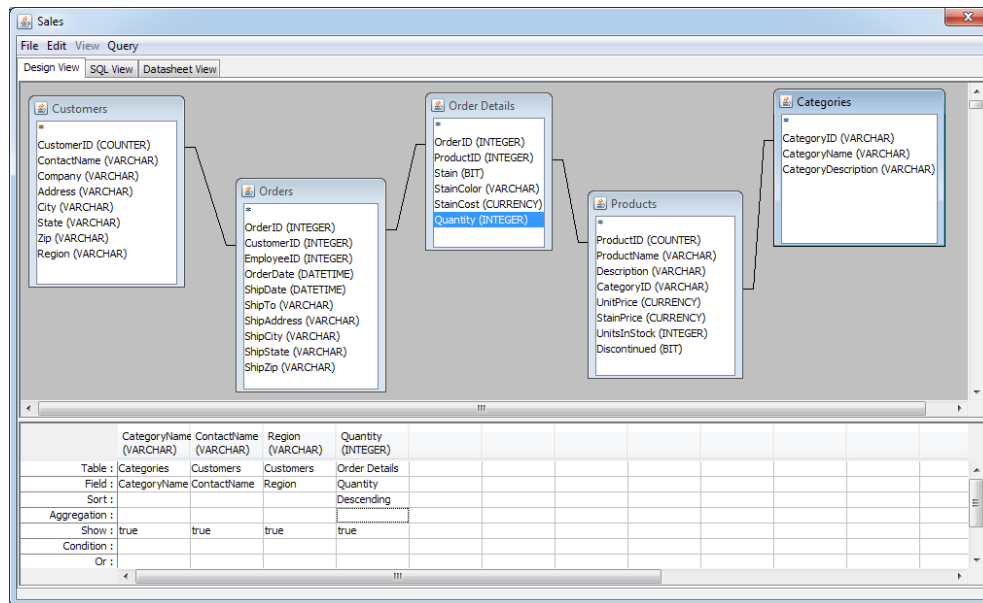 Sales
File Edit View Query
Design View SQL View Datasheet View
Customers
*
CustomerID (COUNTER)
ContactName (VARCHAR)
Company (VARCHAR)
Address (VARCHAR)
City (VARCHAR)
State (VARCHAR)
Zip (VARCHAR)
Region (VARCHAR)
Orders
*
OrderID (INTEGER)
CustomerID (INTEGER)
EmployeeID (INTEGER)
OrderDate (DATETIME)
ShipDate (DATETIME)
ShipTo (VARCHAR)
ShipAddress (VARCHAR)
ShipCity (VARCHAR)
ShipState (VARCHAR)
ShipZip (VARCHAR)
Order Details
*
OrderID (INTEGER)
ProductID (INTEGER)
Stain (BIT)
StainColor (VARCHAR)
StainCost (CURRENCY)
Quantity (INTEGER)
Products
*
ProductID (COUNTER)
ProductName (VARCHAR)
Description (VARCHAR)
CategoryID (VARCHAR)
UnitPrice (CURRENCY)
StainPrice (CURRENCY)
UnitsInStock (INTEGER)
Discontinued (BIT)
Categories
*
CategoryID (VARCHAR)
CategoryName (VARCHAR)
CategoryDescription (VARCHAR)
CategoryName ContactName Region Quantity
(VARCHAR) (VARCHAR) (VARCHAR) (INTEGER)
Table : Categories Customers Customers Order Details
Field : CategoryName ContactName Region Quantity
Sort : Descending
Aggregation :
Show : true true true true
Condition :
Or :